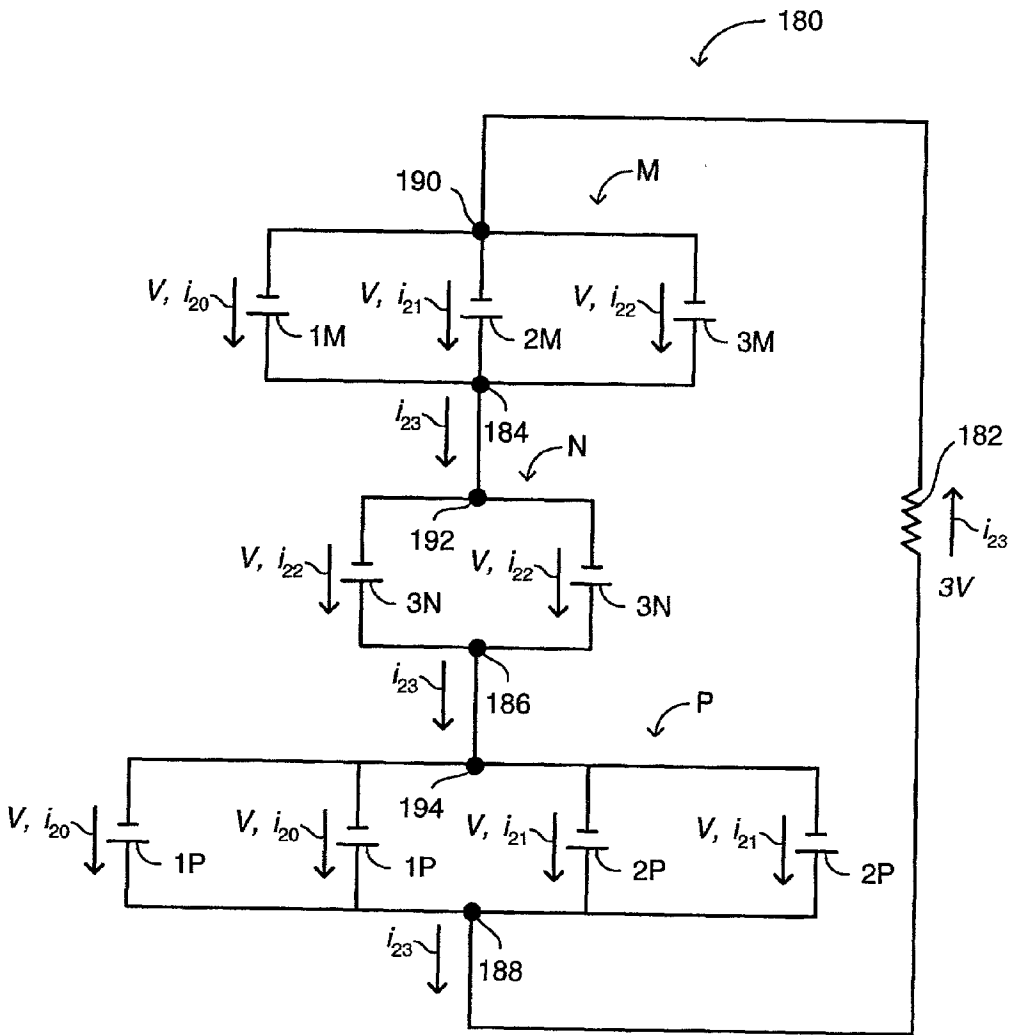 180
190
M
V, i20
V, i21
V, i22
1M
2M
3M
i23
184
182
N
192
i23
V, i22
V, i22
3N
3N
3V
i23
186
P
194
V, i20
V, i20
V, i21
V, i21
1P
1P
2P
2P
i23
188